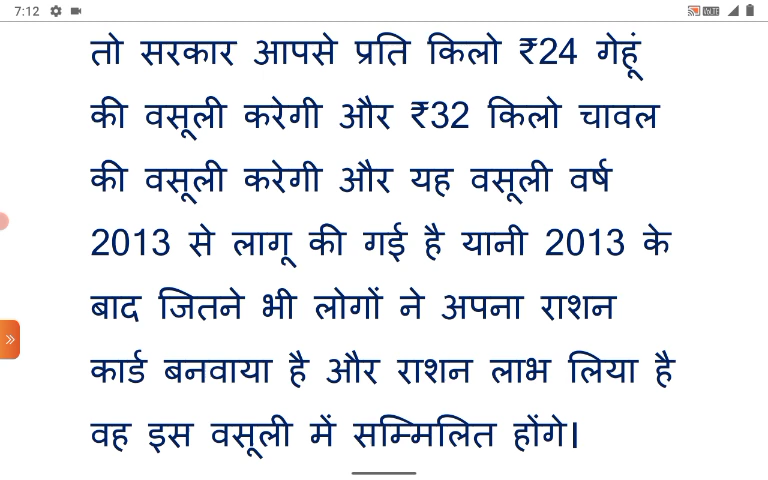 7:12
तो सरकार आपसे प्रति किलो ₹24 गेहूं
की वसूली करेगी और ₹32 किलो चावल
की वसूली करेगी और यह वसूली वर्ष
2013 से लागू की गई है यानी 2013 के
बाद जितने भी लोगों ने अपना राशन
कार्ड बनवाया है और राशन लाभ लिया है
वह इस वसूली में सम्मिलित होंगे।